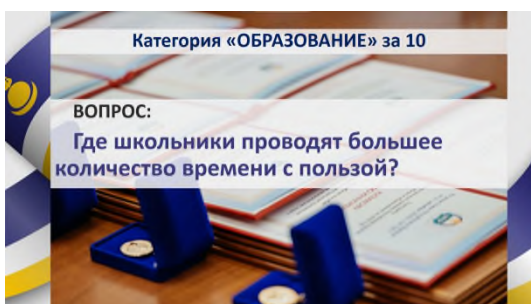 Категория «ОБРАЗОВАНИЕ» за 10
ВОПРОС:
Где школьники проводят большее
количество времени с пользой?